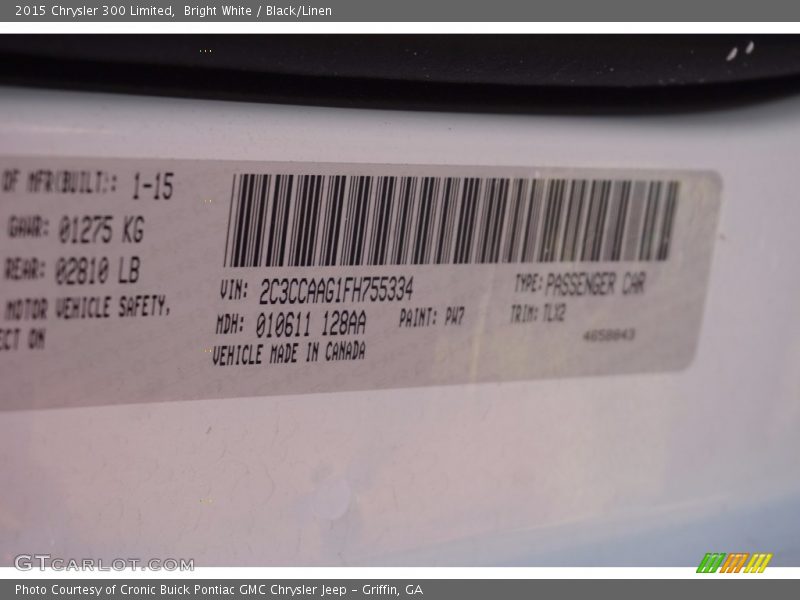 2015 Chrysler 300 Limited, Bright White / Black/Linen
OF MFR(BUILT): 1-15
GAWR: 01275 KG
REAR: 02810 LB
MOTOR VEHICLE SAFETY,
ECT ON
VIN: 2C3CCAAG1FH755334
TYPE: PASSENGER CAR
MDH: 010611 128AA
PAINT: PW7
TRIM: TLX2
VEHICLE MADE IN CANADA
4658843
GTCARLOT.COM
Photo Courtesy of Cronic Buick Pontiac GMC Chrysler Jeep - Griffin, GA